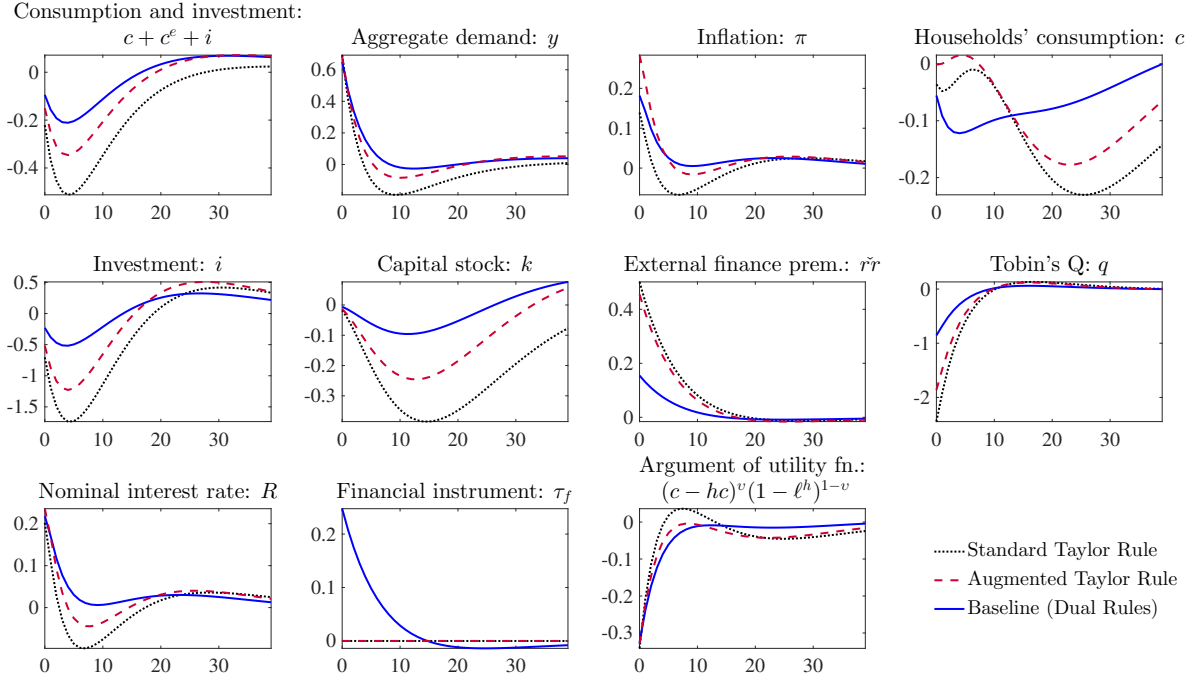 Consumption and investment:
c + c^e + i
Aggregate demand: y
Inflation: π
Households' consumption: c
0
-0.2
-0.4
0 10 20 30
0.6
0.4
0.2
0
0 10 20 30
0.2
0.1
0
0 10 20 30
0
-0.1
-0.2
0 10 20 30
Investment: i
Capital stock: k
External finance prem.: řr
Tobin's Q: q
0.5
0
-0.5
-1
-1.5
0 10 20 30
0
-0.1
-0.2
-0.3
0 10 20 30
0.4
0.2
0
0 10 20 30
0
-1
-2
0 10 20 30
Nominal interest rate: R
Financial instrument: τ_f
Argument of utility fn.:
(c − hc)^υ(1 − ℓ^h)^{1−υ}
0.2
0.1
0
0 10 20 30
0.2
0.1
0
0 10 20 30
0
-0.1
-0.2
-0.3
0 10 20 30
Standard Taylor Rule
Augmented Taylor Rule
Baseline (Dual Rules)